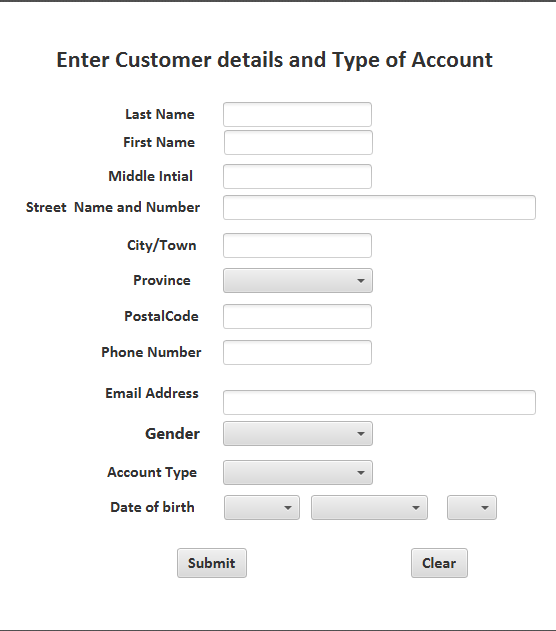 Enter Customer details and Type of Account
Last Name
First Name
Middle Intial
Street  Name and Number
City/Town
Province
PostalCode
Phone Number
Email Address
Gender
Account Type
Date of birth
Submit Clear